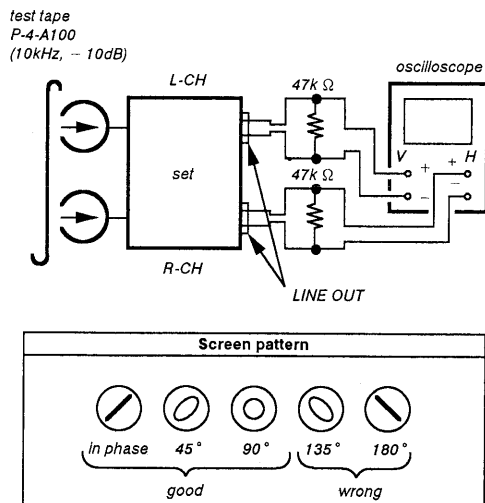 test tape
P-4-A100
(10kHz, – 10dB)
L-CH
47k Ω
oscilloscope
set
V
+
–
+
–
H
47k Ω
R-CH
LINE OUT
Screen pattern
in phase 45° 90° 135° 180°
good wrong